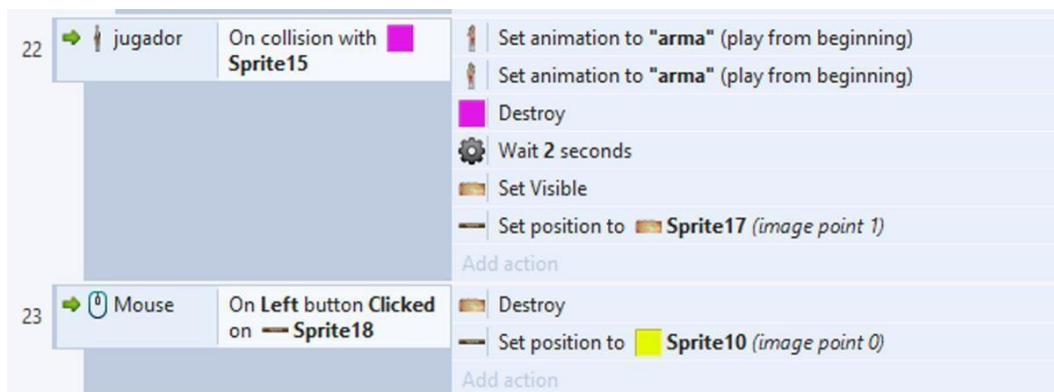 22
jugador
On collision with
Sprite15
Set animation to "arma" (play from beginning)
Set animation to "arma" (play from beginning)
Destroy
Wait 2 seconds
Set Visible
Set position to Sprite17 (image point 1)
Add action
23
Mouse
On Left button Clicked
on Sprite18
Destroy
Set position to Sprite10 (image point 0)
Add action